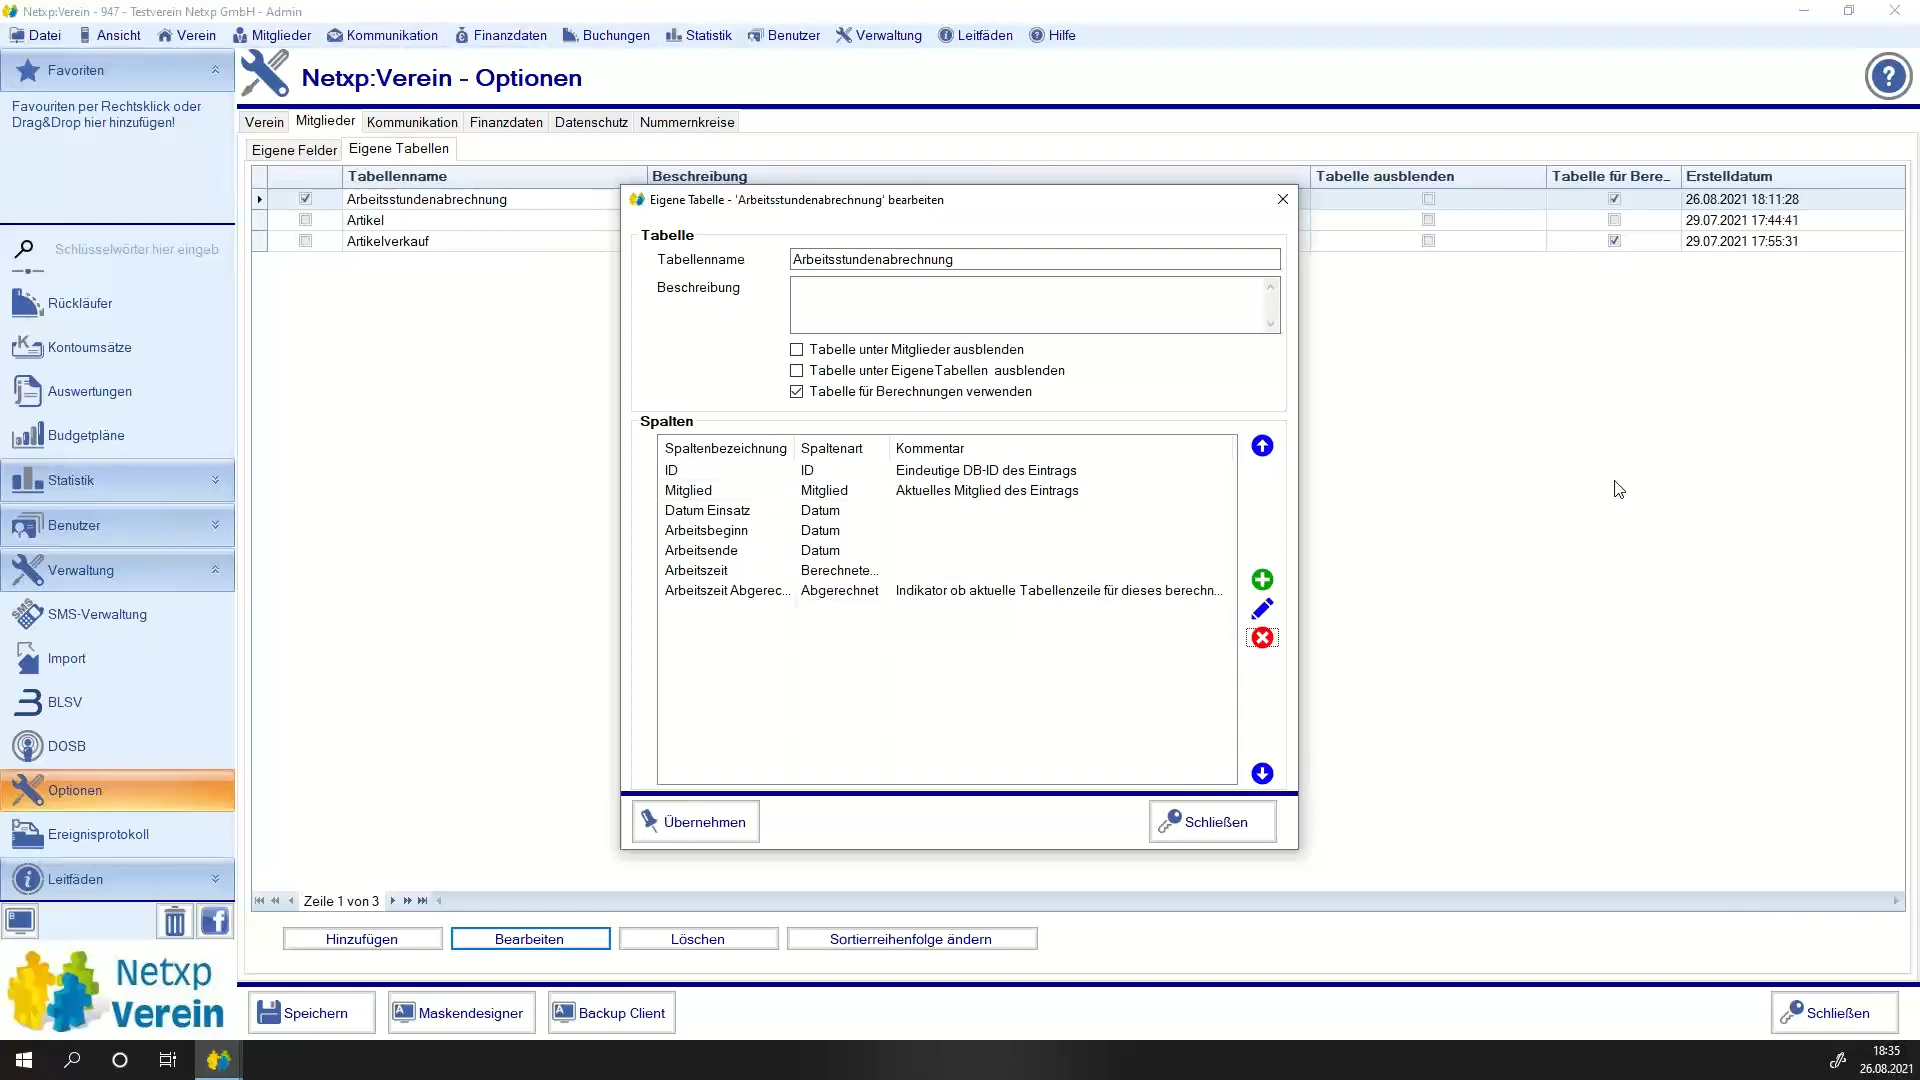 Netxp:Verein - 947 - Testverein Netxp GmbH - Admin
Datei Ansicht Verein Mitglieder Kommunikation Finanzdaten Buchungen Statistik Benutzer Verwaltung Leitfäden Hilfe
Favoriten
Favouriten per Rechtsklick oder
Drag&Drop hier hinzufügen!
Schlüsselwörter hier eingeb
Rückläufer
Kontoumsätze
Auswertungen
Budgetpläne
Statistik
Benutzer
Verwaltung
SMS-Verwaltung
Import
BLSV
DOSB
Optionen
Ereignisprotokoll
Leitfäden
Netxp
Verein
Netxp:Verein - Optionen
Verein Mitglieder Kommunikation Finanzdaten Datenschutz Nummernkreise
Eigene Felder Eigene Tabellen
Tabellenname Beschreibung Tabelle ausblenden Tabelle für Bere... Erstelldatum
Arbeitsstundenabrechnung 26.08.2021 18:11:28
Artikel 29.07.2021 17:44:41
Artikelverkauf 29.07.2021 17:55:31
Eigene Tabelle - 'Arbeitsstundenabrechnung' bearbeiten
Tabelle
Tabellenname Arbeitsstundenabrechnung
Beschreibung
Tabelle unter Mitglieder ausblenden
Tabelle unter EigeneTabellen ausblenden
Tabelle für Berechnungen verwenden
Spalten
Spaltenbezeichnung Spaltenart Kommentar
ID ID Eindeutige DB-ID des Eintrags
Mitglied Mitglied Aktuelles Mitglied des Eintrags
Datum Einsatz Datum
Arbeitsbeginn Datum
Arbeitsende Datum
Arbeitszeit Berechnete...
Arbeitszeit Abgerec... Abgerechnet Indikator ob aktuelle Tabellenzeile für dieses berechn...
Übernehmen Schließen
Zeile 1 von 3
Hinzufügen Bearbeiten Löschen Sortierreihenfolge ändern
Speichern Maskendesigner Backup Client Schließen
18:35
26.08.2021